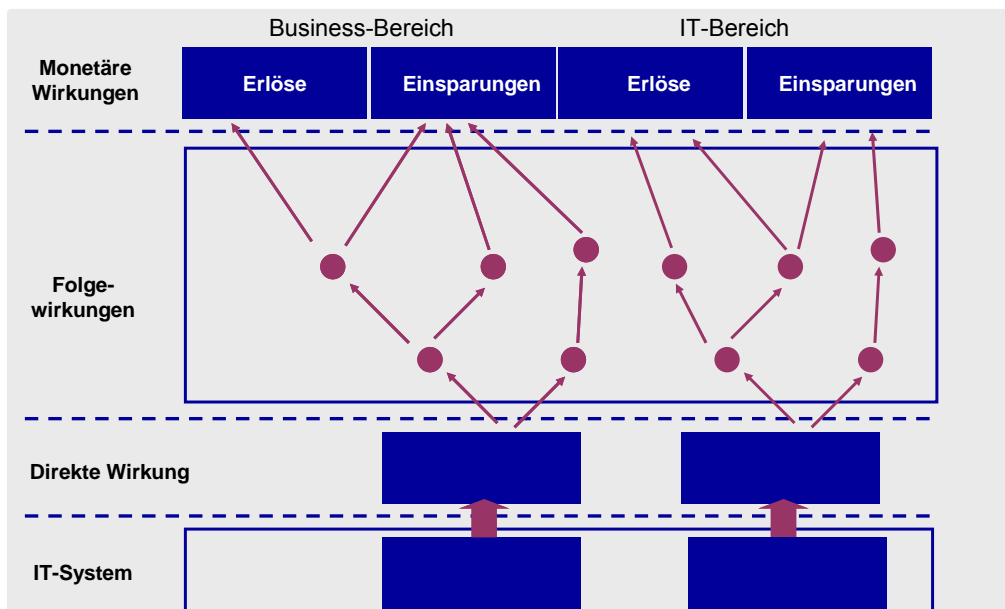 Business-Bereich
IT-Bereich
Monetäre
Wirkungen
Erlöse
Einsparungen
Erlöse
Einsparungen
Folge-
wirkungen
Direkte Wirkung
IT-System